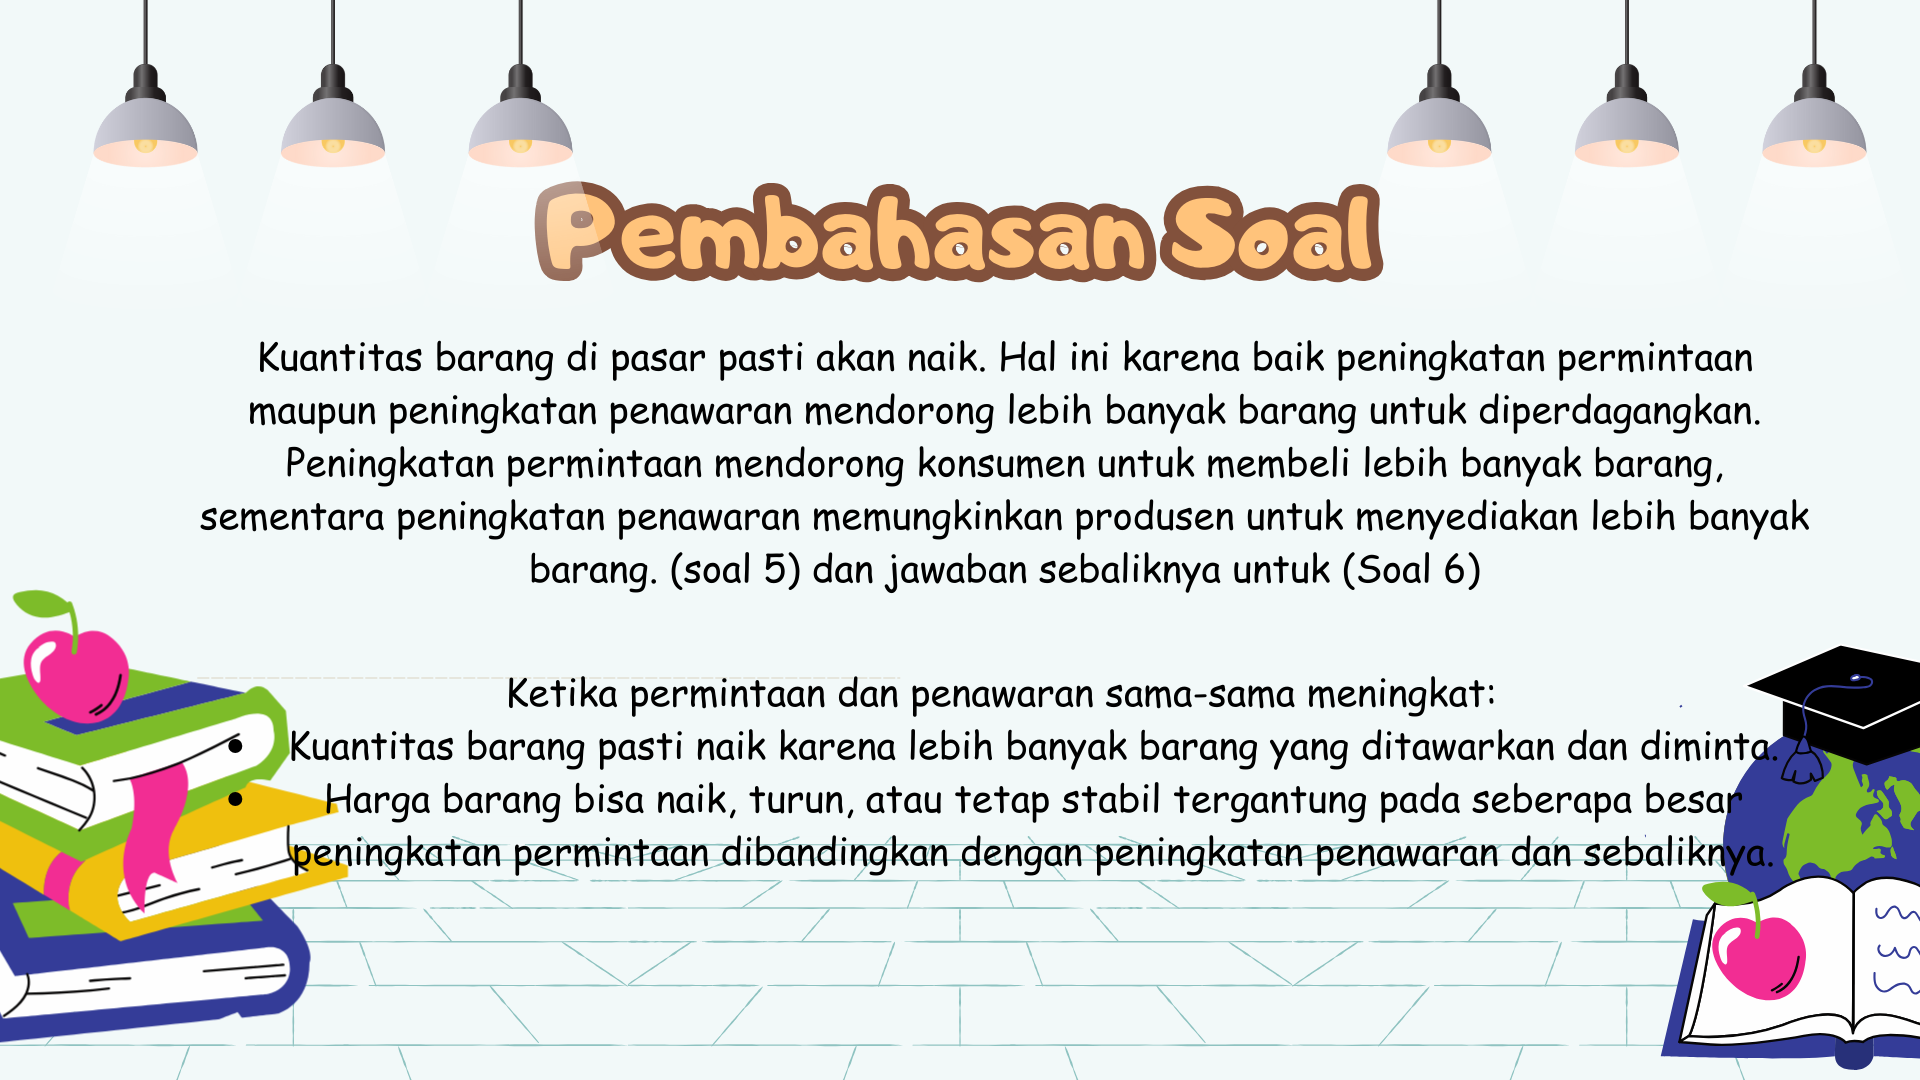 Pembahasan Soal
Kuantitas barang di pasar pasti akan naik. Hal ini karena baik peningkatan permintaan
maupun peningkatan penawaran mendorong lebih banyak barang untuk diperdagangkan.
Peningkatan permintaan mendorong konsumen untuk membeli lebih banyak barang,
sementara peningkatan penawaran memungkinkan produsen untuk menyediakan lebih banyak
barang. (soal 5) dan jawaban sebaliknya untuk (Soal 6)
Ketika permintaan dan penawaran sama-sama meningkat:
• Kuantitas barang pasti naik karena lebih banyak barang yang ditawarkan dan diminta.
• Harga barang bisa naik, turun, atau tetap stabil tergantung pada seberapa besar
peningkatan permintaan dibandingkan dengan peningkatan penawaran dan sebaliknya.